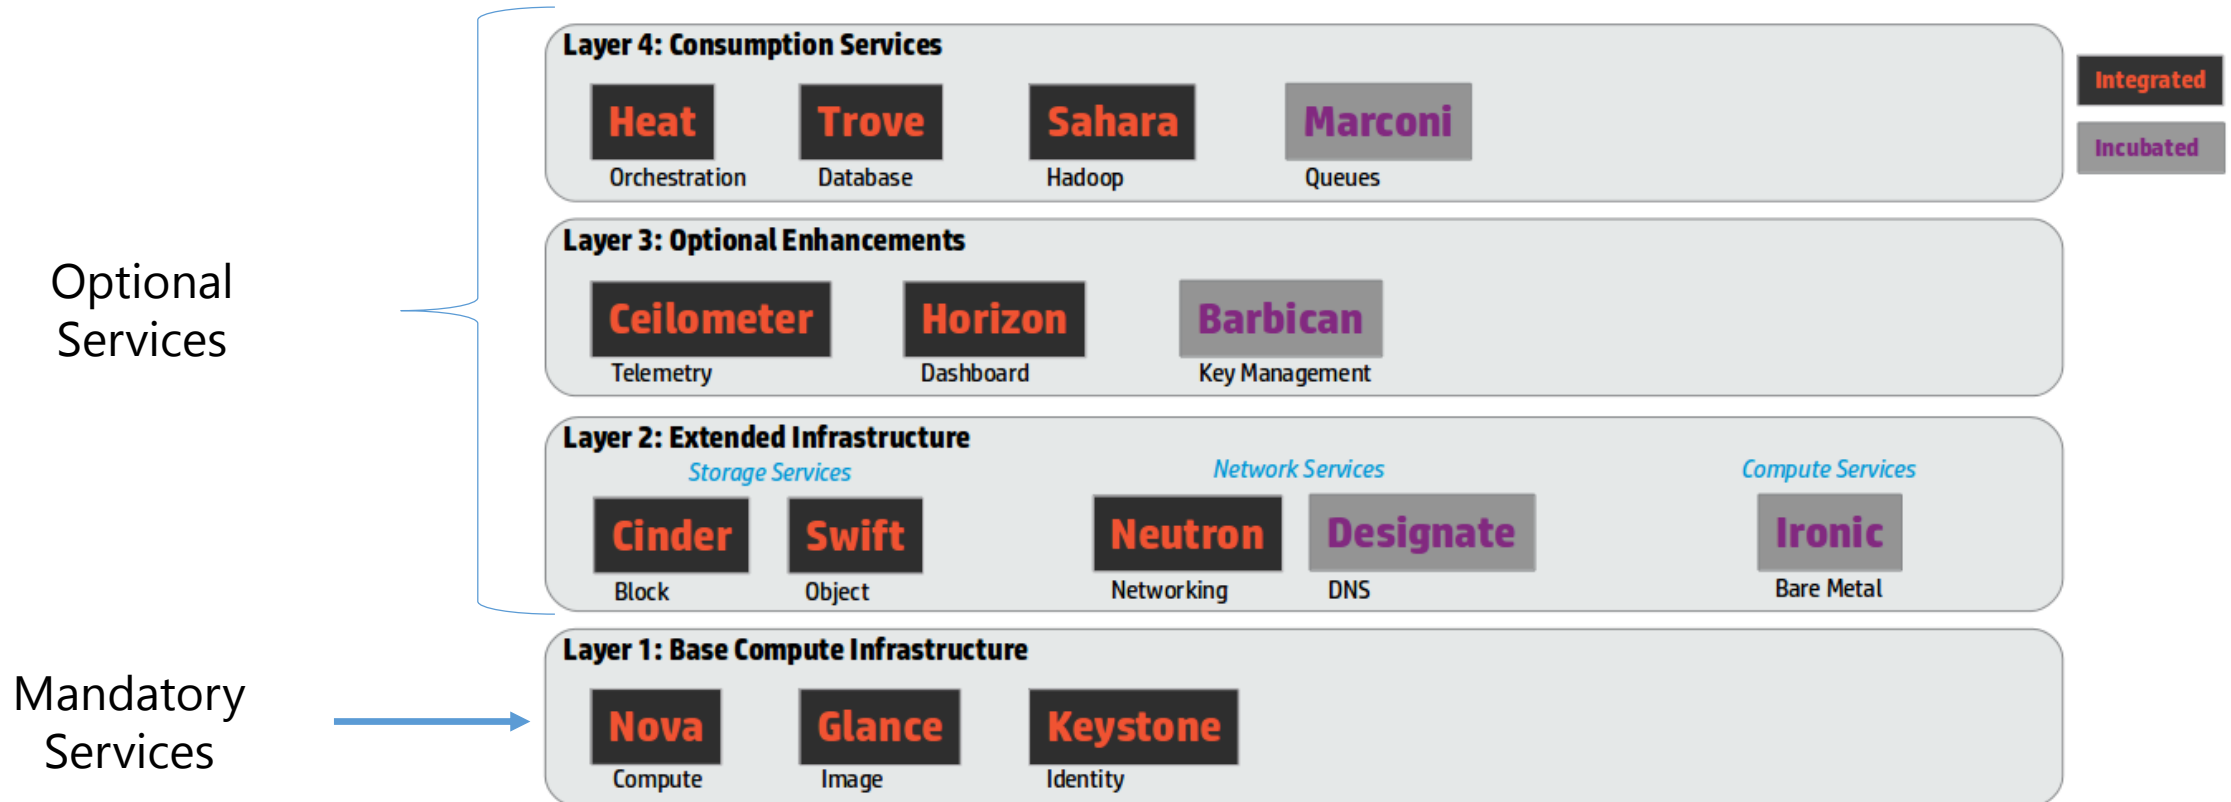 Layer 4: Consumption Services
Heat Trove Sahara Marconi
Orchestration Database Hadoop Queues
Integrated
Incubated
Optional
Services
Layer 3: Optional Enhancements
Ceilometer Horizon Barbican
Telemetry Dashboard Key Management
Layer 2: Extended Infrastructure
Storage Services Network Services Compute Services
Cinder Swift Neutron Designate Ironic
Block Object Networking DNS Bare Metal
Mandatory
Services
Layer 1: Base Compute Infrastructure
Nova Glance Keystone
Compute Image Identity